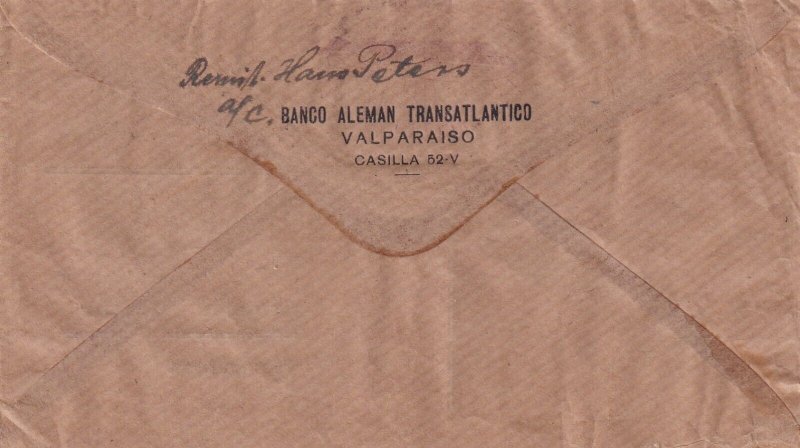 Remit. Hans Peters
a/c. BANCO ALEMAN TRANSATLANTICO
VALPARAISO
CASILLA 52-V